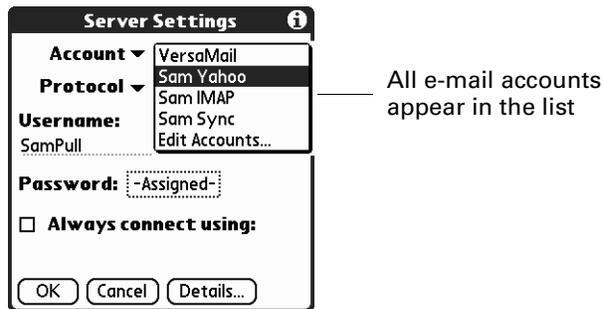 Server Settings i
Account VersaMail
Sam Yahoo
Protocol Sam IMAP
Username: Sam Sync
SamPull Edit Accounts...
Password: -Assigned-
Always connect using:
OK Cancel Details...
All e-mail accounts
appear in the list